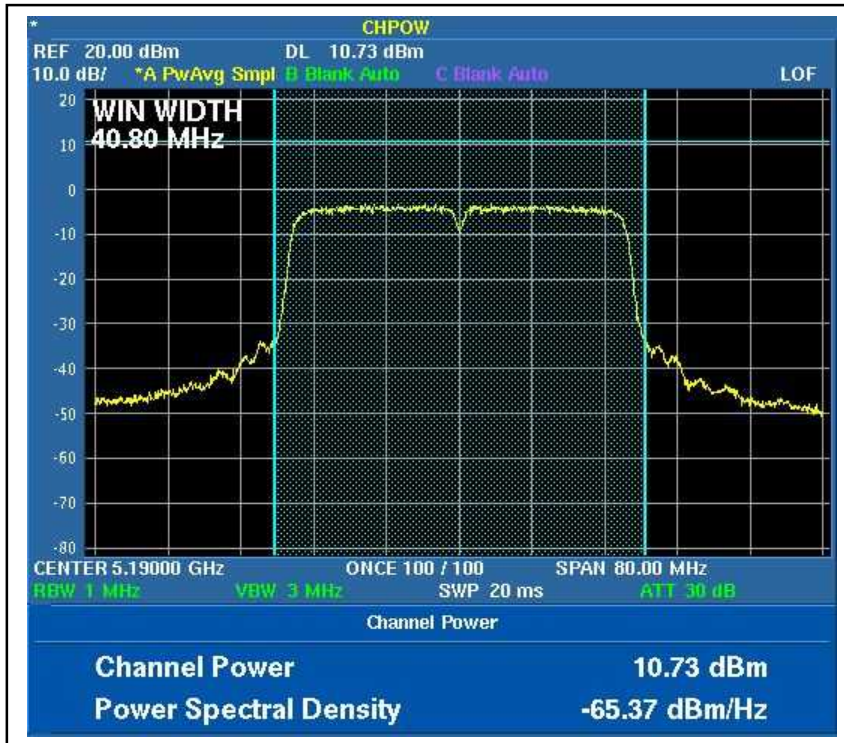 *
CHPOW
REF 20.00 dBm DL 10.73 dBm
10.0 dB/ *A PwAvg Smpl B Blank Auto C Blank Auto LOF
WIN WIDTH
40.80 MHz
20
10
0
-10
-20
-30
-40
-50
-60
-70
-80
CENTER 5.19000 GHz ONCE 100 / 100 SPAN 80.00 MHz
RBW 1 MHz VBW 3 MHz SWP 20 ms ATT 30 dB
Channel Power
Channel Power 10.73 dBm
Power Spectral Density -65.37 dBm/Hz